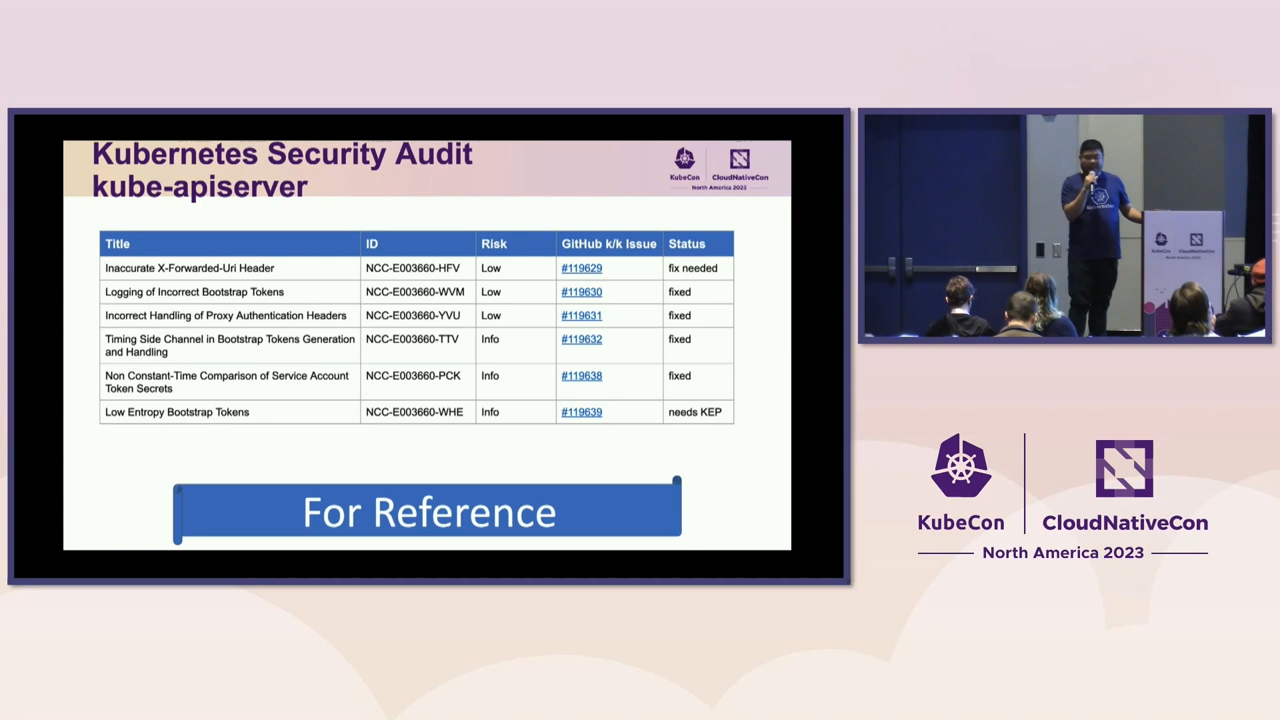 Kubernetes Security Audit
kube-apiserver
KubeCon
CloudNativeCon
North America 2023
Title ID Risk GitHub k/k Issue Status
Inaccurate X-Forwarded-Uri Header NCC-E003660-HFV Low #119629 fix needed
Logging of Incorrect Bootstrap Tokens NCC-E003660-WVM Low #119630 fixed
Incorrect Handling of Proxy Authentication Headers NCC-E003660-YVU Low #119631 fixed
Timing Side Channel in Bootstrap Tokens Generation NCC-E003660-TTV Info #119632 fixed
and Handling
Non Constant-Time Comparison of Service Account NCC-E003660-PCK Info #119638 fixed
Token Secrets
Low Entropy Bootstrap Tokens NCC-E003660-WHE Info #119639 needs KEP
For Reference
KubeCon
CloudNativeCon
KubeCon
CloudNativeCon
North America 2023